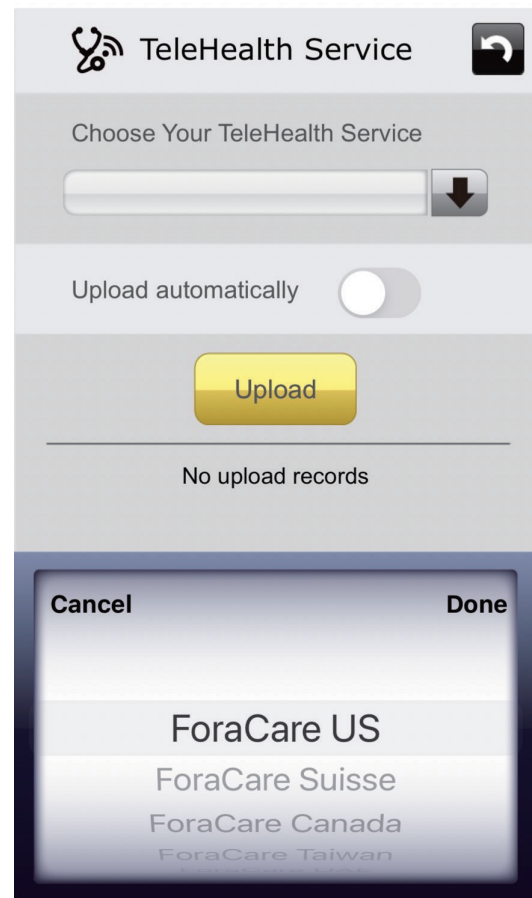 TeleHealth Service
Choose Your TeleHealth Service
Upload automatically
Upload
No upload records
Cancel Done
ForaCare US
ForaCare Suisse
ForaCare Canada
ForaCare Taiwan